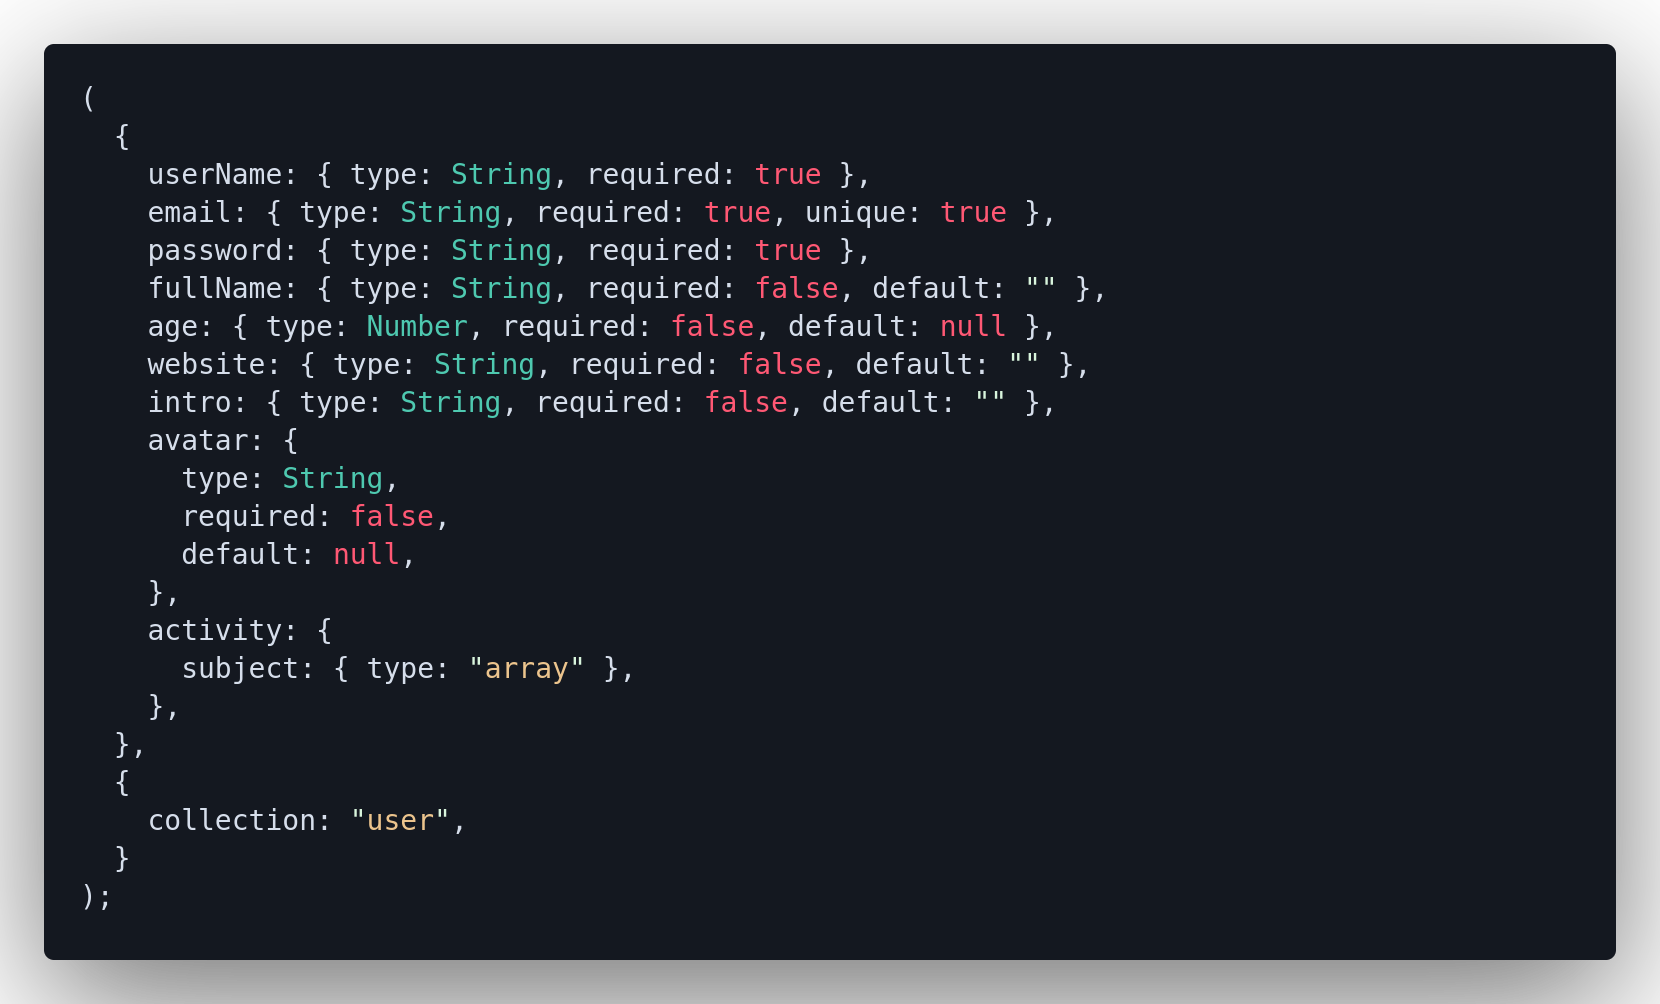 (
  {
    userName: { type: String, required: true },
    email: { type: String, required: true, unique: true },
    password: { type: String, required: true },
    fullName: { type: String, required: false, default: "" },
    age: { type: Number, required: false, default: null },
    website: { type: String, required: false, default: "" },
    intro: { type: String, required: false, default: "" },
    avatar: {
      type: String,
      required: false,
      default: null,
    },
    activity: {
      subject: { type: "array" },
    },
  },
  {
    collection: "user",
  }
);